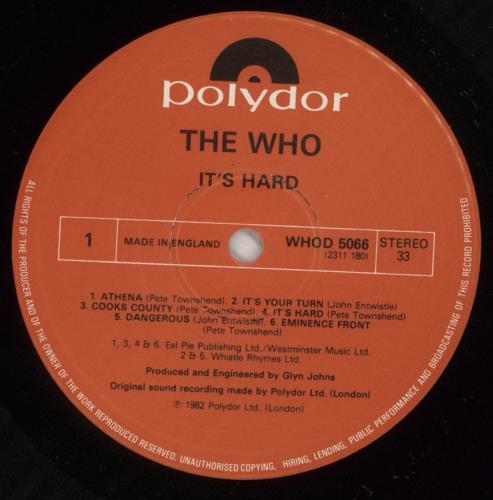 polydor
THE WHO
IT'S HARD
1
MADE IN ENGLAND
WHOD 5066
(2311 180)
STEREO
33
1. ATHENA (Pete Townshend). 2. IT'S YOUR TURN (John Entwistle)
3. COOKS COUNTY (Pete Townshend). 4. IT'S HARD (Pete Townshend)
5. DANGEROUS (John Entwistle). 6. EMINENCE FRONT
(Pete Townshend)
1, 3, 4 & 6. Eel Pie Publishing Ltd./Westminster Music Ltd.
2 & 5. Whistle Rhymes Ltd.
Produced and Engineered by Glyn Johns
Original sound recording made by Polydor Ltd. (London)
℗ 1982 Polydor Ltd. (London)
ALL RIGHTS OF THE PRODUCER AND OF THE OWNER OF THE WORK REPRODUCED RESERVED. UNAUTHORISED COPYING, HIRING, LENDING, PUBLIC PERFORMANCE AND BROADCASTING OF THIS RECORD PROHIBITED